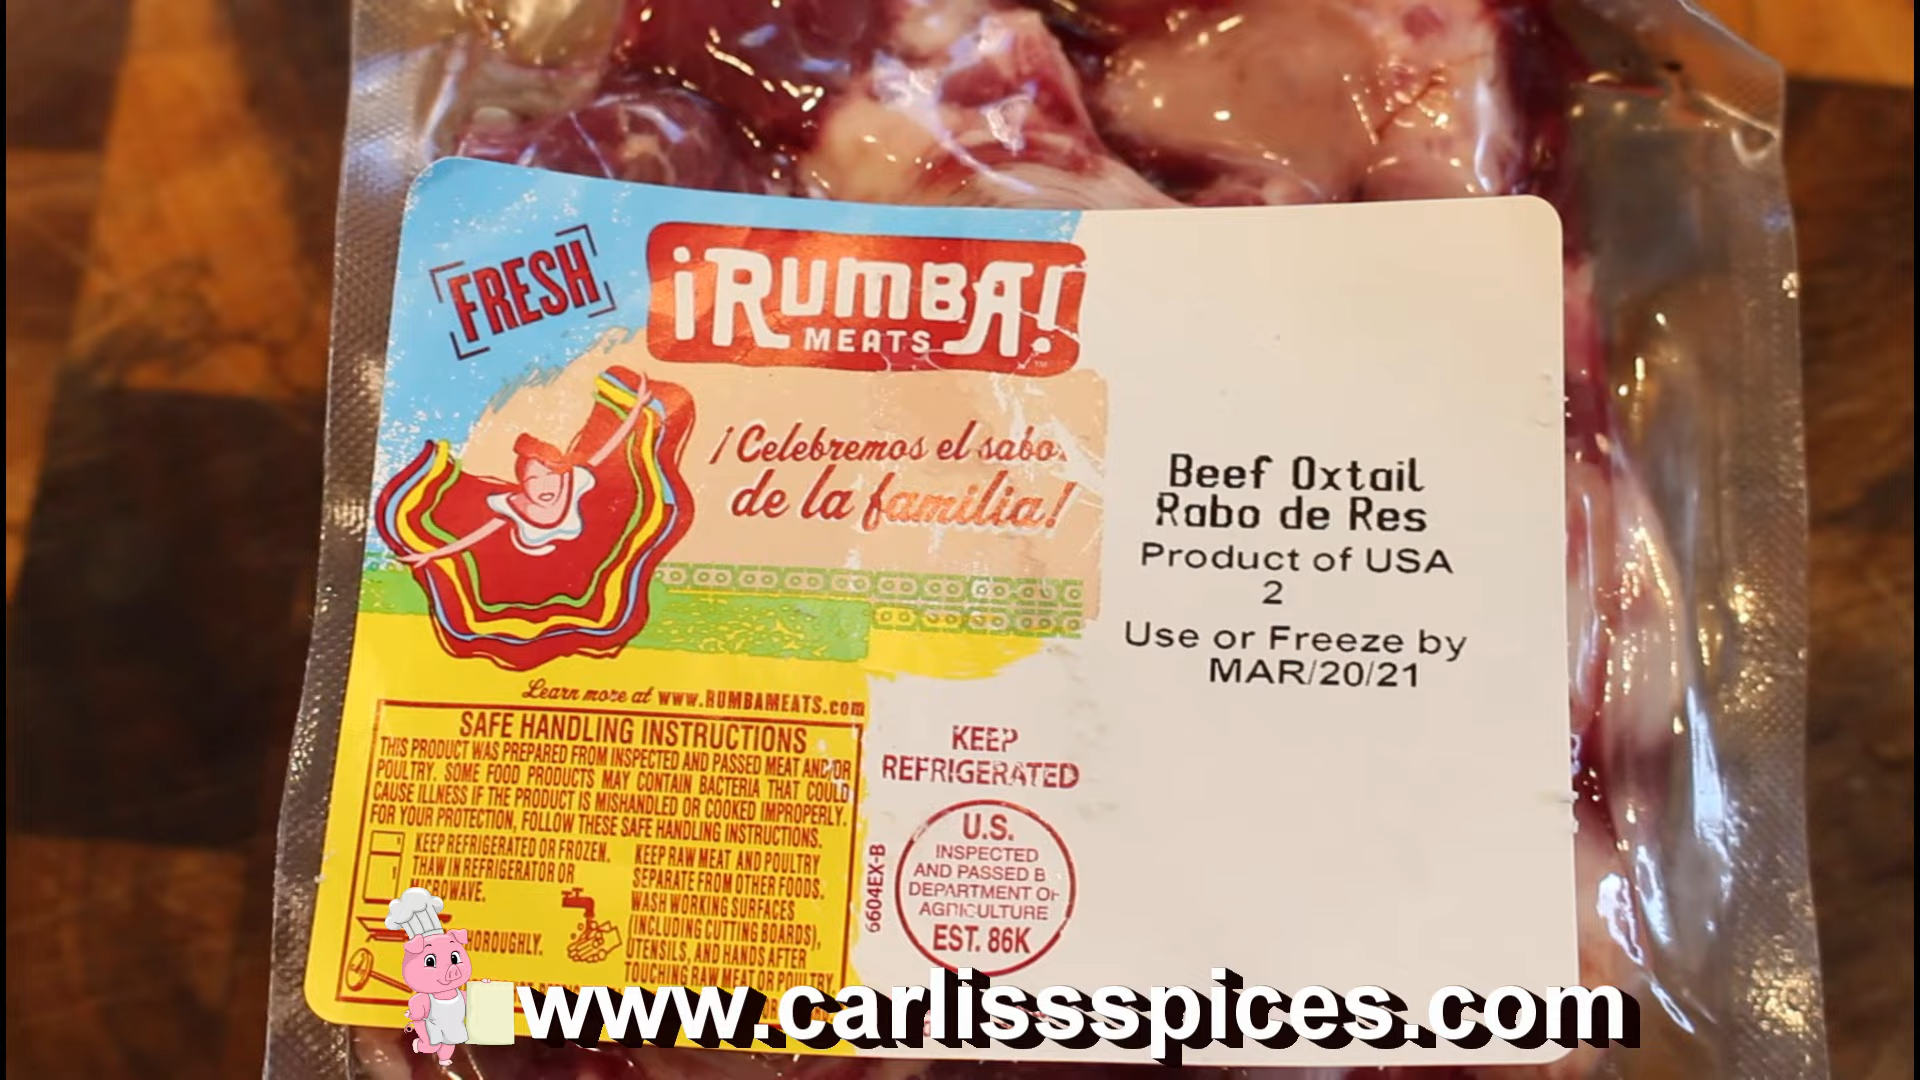 FRESH
¡RUMBA!
MEATS
TM
¡Celebremos el sabo
de la familia!
Beef Oxtail
Rabo de Res
Product of USA
2
Use or Freeze by
MAR/20/21
Learn more at www.RUMBAMEATS.com
SAFE HANDLING INSTRUCTIONS
THIS PRODUCT WAS PREPARED FROM INSPECTED AND PASSED MEAT AND/OR
POULTRY. SOME FOOD PRODUCTS MAY CONTAIN BACTERIA THAT COULD
CAUSE ILLNESS IF THE PRODUCT IS MISHANDLED OR COOKED IMPROPERLY.
FOR YOUR PROTECTION, FOLLOW THESE SAFE HANDLING INSTRUCTIONS.
KEEP REFRIGERATED OR FROZEN.
THAW IN REFRIGERATOR OR
MICROWAVE.
HOROUGHLY.
KEEP RAW MEAT AND POULTRY
SEPARATE FROM OTHER FOODS.
WASH WORKING SURFACES
(INCLUDING CUTTING BOARDS),
UTENSILS, AND HANDS AFTER
TOUCHING RAW MEAT OR POULTRY.
KEEP
REFRIGERATED
6604EX-B
U.S.
INSPECTED
AND PASSED B
DEPARTMENT OF
AGRICULTURE
EST. 86K
www.carlissspices.com